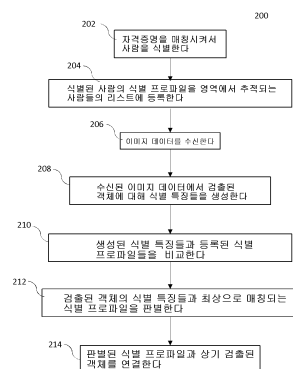 200
202
자격증명을 매칭시켜서
사람을 식별한다
204
식별된 사람의 식별 프로파일을 영역에서 추적되는
사람들의 리스트에 등록한다
206
이미지 데이터를 수신한다
208
수신된 이미지 데이터에서 검출된
객체에 대해 식별 특징들을 생성한다
210
생성된 식별 특징들과 등록된 식별
프로파일들을 비교한다
212
검출된 객체의 식별 특징들과 최상으로 매칭되는
식별 프로파일을 판별한다
214
판별된 식별 프로파일과 상기 검출된
객체를 연결한다